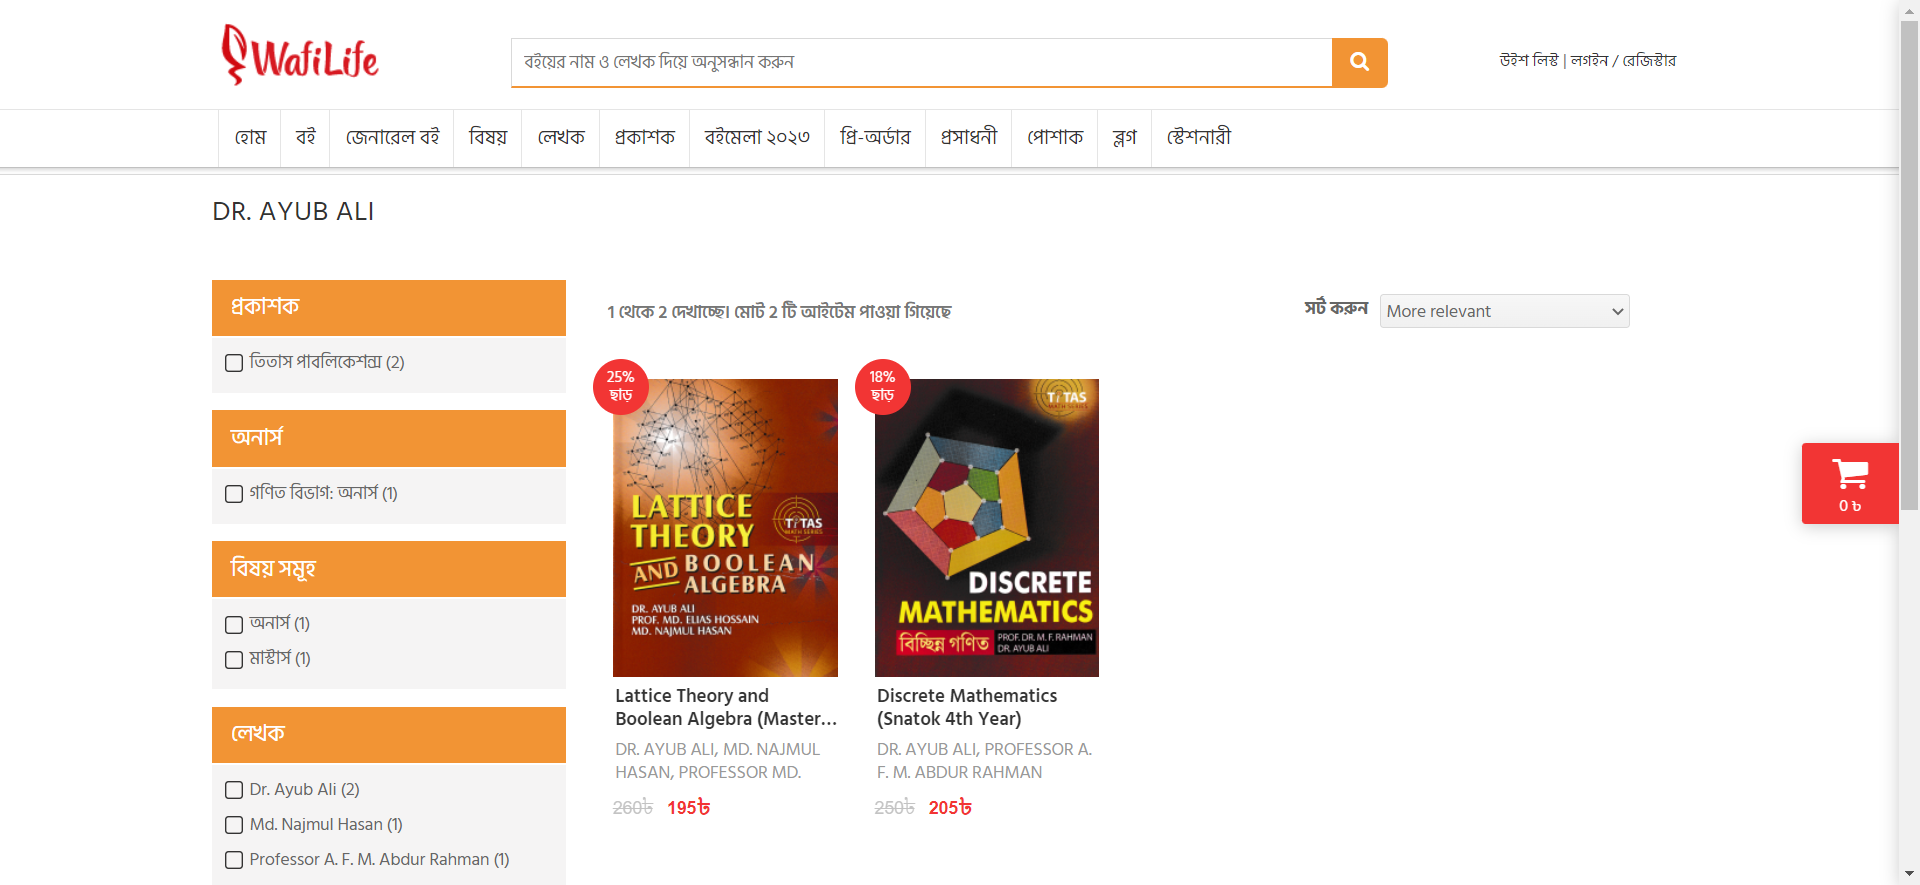 WafiLife
বইয়ের নাম ও লেখক দিয়ে অনুসন্ধান করুন
উইশ লিস্ট | লগইন / রেজিস্টার
হোম
বই
জেনারেল বই
বিষয়
লেখক
প্রকাশক
বইমেলা ২০২৩
প্রি-অর্ডার
প্রসাধনী
পোশাক
ব্লগ
স্টেশনারী
DR. AYUB ALI
প্রকাশক
তিতাস পাবলিকেশন্স (2)
অনার্স
গণিত বিভাগ: অনার্স (1)
বিষয় সমূহ
অনার্স (1)
মাস্টার্স (1)
লেখক
Dr. Ayub Ali (2)
Md. Najmul Hasan (1)
Professor A. F. M. Abdur Rahman (1)
1 থেকে 2 দেখাচ্ছে। মোট 2 টি আইটেম পাওয়া গিয়েছে
সর্ট করুন
More relevant
25%
ছাড়
LATTICE
THEORY
AND BOOLEAN
ALGEBRA
TiTAS
MATH SERIES
DR. AYUB ALI
PROF. MD. ELIAS HOSSAIN
MD. NAJMUL HASAN
Lattice Theory and
Boolean Algebra (Master...
DR. AYUB ALI, MD. NAJMUL
HASAN, PROFESSOR MD.
260৳ 195৳
18%
ছাড়
TiTAS
MATH SERIES
DISCRETE
MATHEMATICS
বিচ্ছিন্ন গণিত
PROF. DR. M. F. RAHMAN
DR. AYUB ALI
Discrete Mathematics
(Snatok 4th Year)
DR. AYUB ALI, PROFESSOR A.
F. M. ABDUR RAHMAN
250৳ 205৳
0 ৳